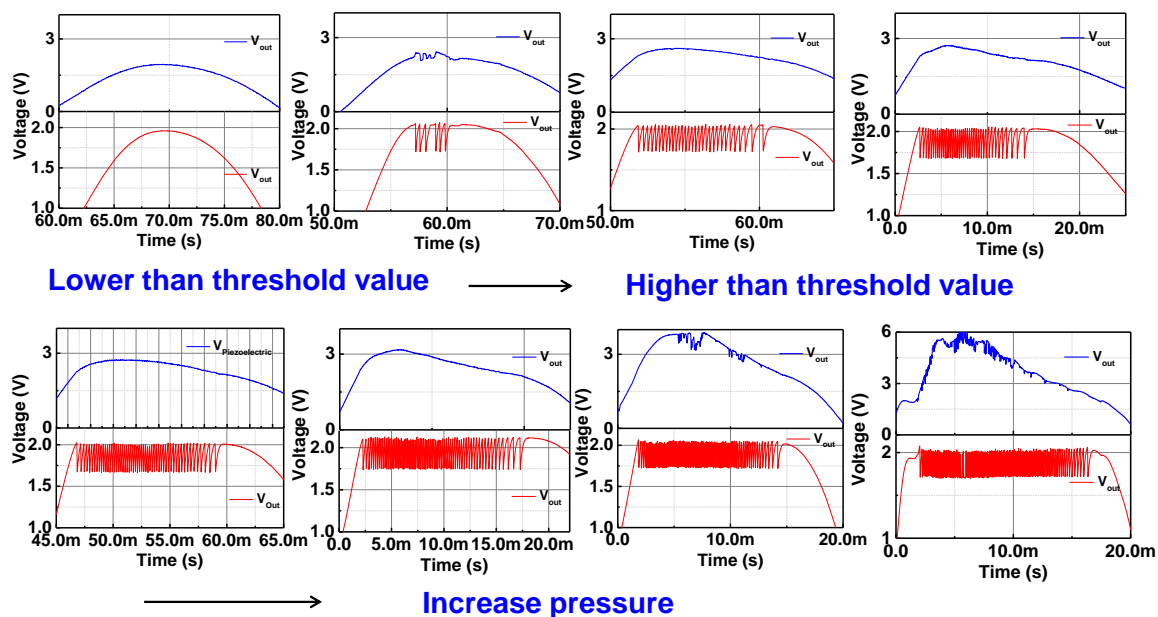 Voltage (V)
3
0
V_out
2.0
1.5
1.0
V_out
60.0m 65.0m 70.0m 75.0m 80.0m
Time (s)
Voltage (V)
3
0
V_out
2.0
1.5
1.0
V_out
50.0m 60.0m 70.0m
Time (s)
Voltage (V)
3
0
V_out
2
1
V_out
50.0m 60.0m
Time (s)
Voltage (V)
3
0
V_out
2.0
1.5
1.0
V_out
0.0 10.0m 20.0m
Time (s)
Lower than threshold value
Higher than threshold value
Voltage (V)
3
0
V_Piezoelectric
2.0
1.5
1.0
V_Out
45.0m 50.0m 55.0m 60.0m 65.0m
Time (s)
Voltage (V)
3
0
V_out
2.0
1.5
1.0
V_out
0.0 5.0m 10.0m 15.0m 20.0m
Time (s)
Voltage (V)
3
0
V_out
2.0
1.5
1.0
V_out
0.0 10.0m 20.0m
Time (s)
Voltage (V)
6
4
2
0
V_out
2
1
V_out
0.0 10.0m 20.0m
Time (s)
Increase pressure